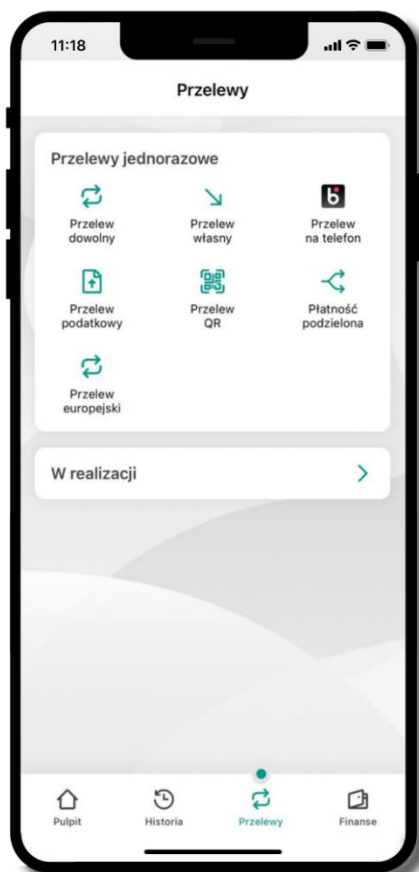 11:18
Przelewy
Przelewy jednorazowe
Przelew
dowolny
Przelew
własny
Przelew
na telefon
Przelew
podatkowy
Przelew
QR
Płatność
podzielona
Przelew
europejski
W realizacji
Pulpit
Historia
Przelewy
Finanse